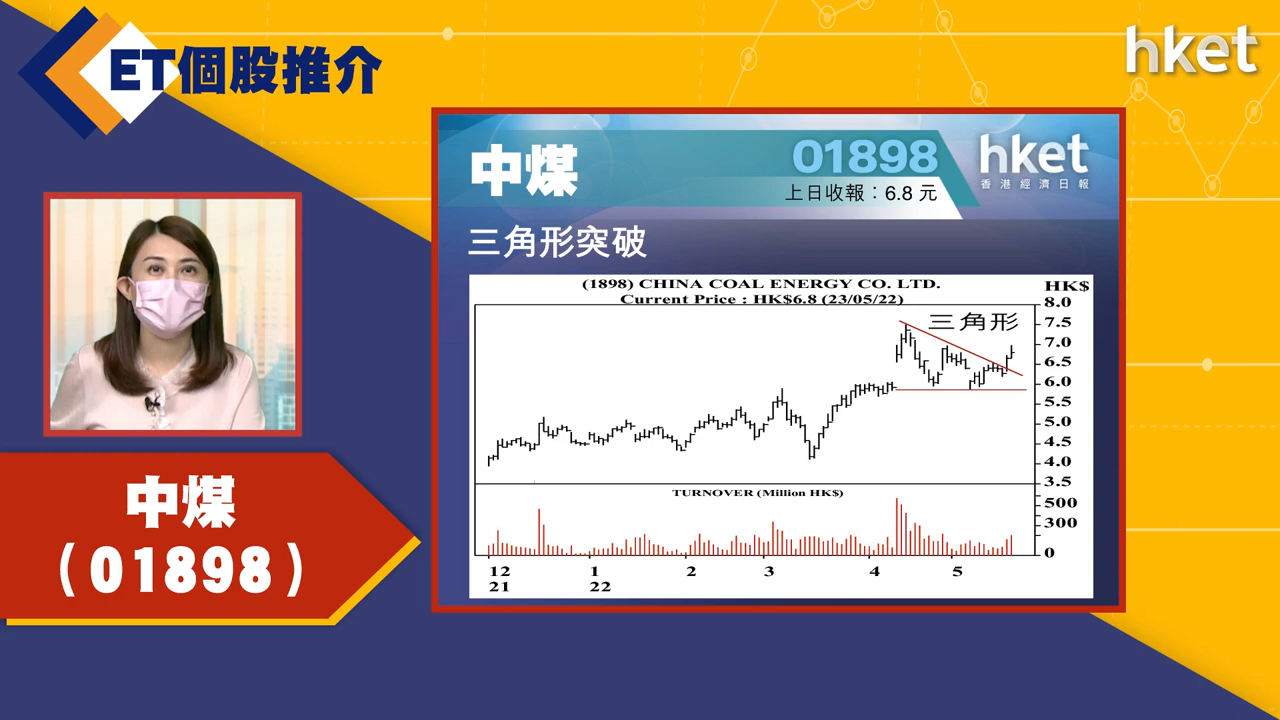 ET個股推介
hket
中煤
01898
上日收報：6.8 元
hket
香港經濟日報
三角形突破
(1898) CHINA COAL ENERGY CO. LTD.
Current Price : HK$6.8 (23/05/22)
HK$
8.0
三角形
7.5
7.0
6.5
6.0
5.5
5.0
4.5
4.0
3.5
TURNOVER (Million HK$)
500
300
0
12 1 2 3 4 5
21 22
中煤
(01898)